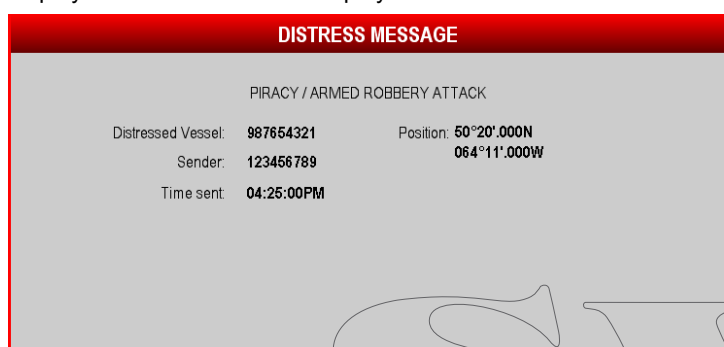 DISTRESS MESSAGE
PIRACY / ARMED ROBBERY ATTACK
Distressed Vessel: 987654321 Position: 50°20'.000N
064°11'.000W
Sender: 123456789
Time sent: 04:25:00PM